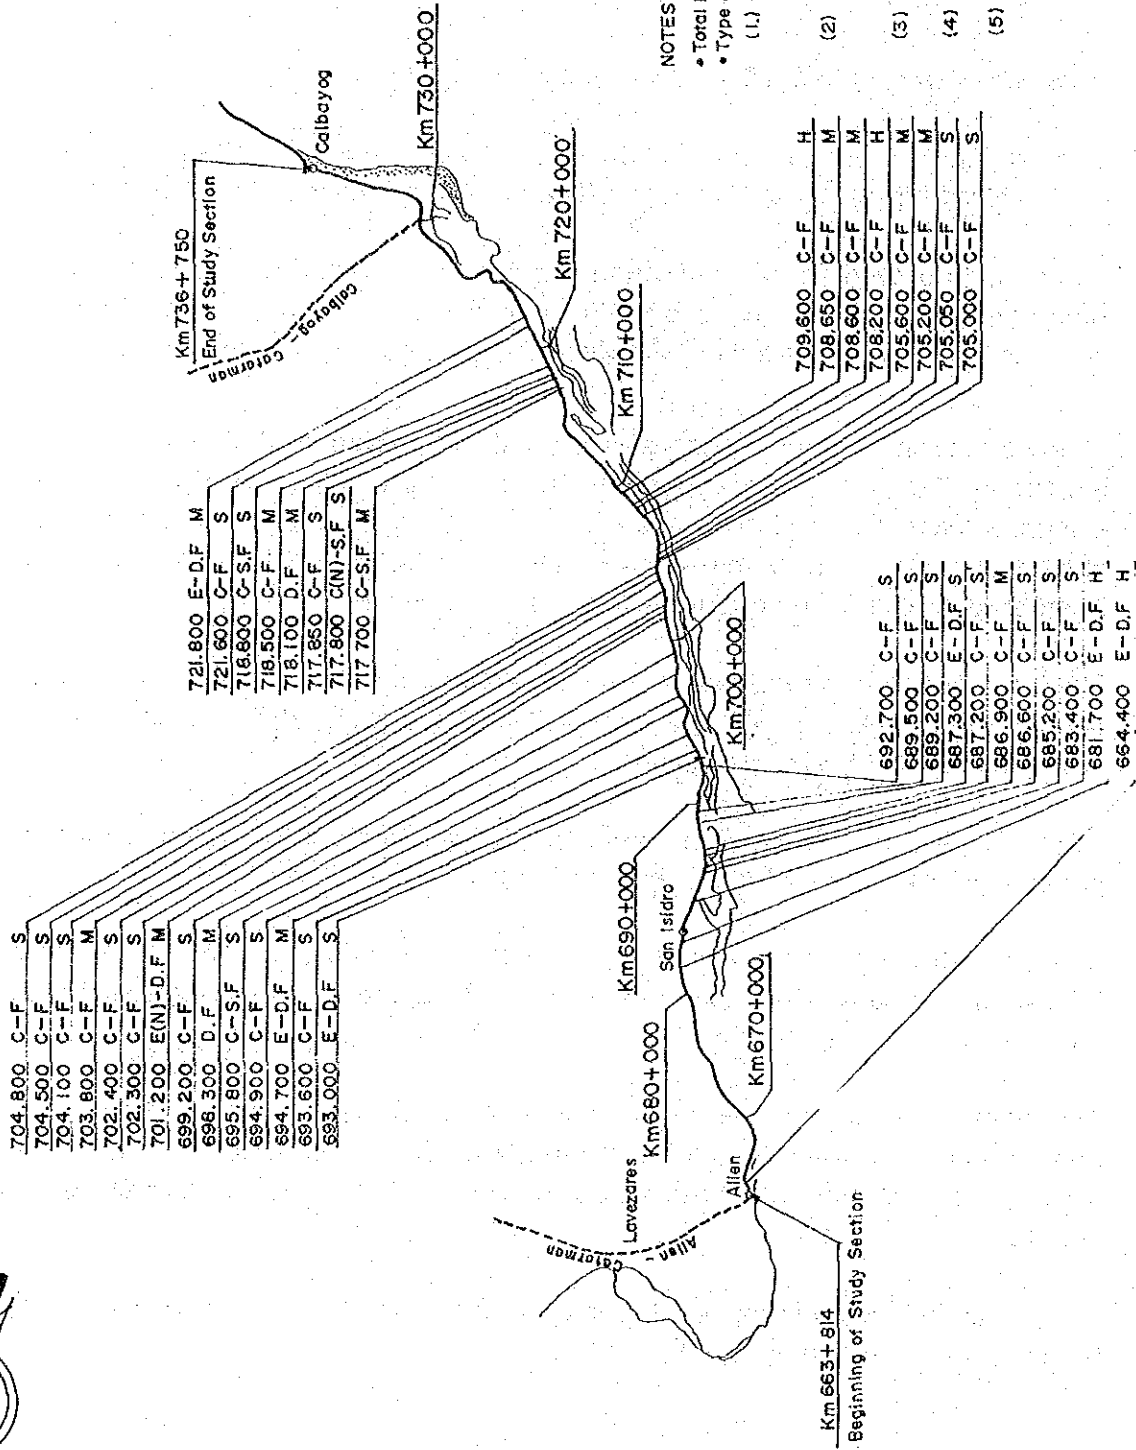 704.800 C-F S
704.500 C-F S
704.100 C-F S
703.800 C-F M
702.400 C-F S
702.300 C-F S
701.200 E(N)-D.F M
699.200 C-F S
698.300 D.F M
695.800 C-S.F S
694.900 C-F S
694.700 E-D.F M
693.600 C-F S
693.000 E-D.F S
721.800 E-D.F M
721.600 C-F S
718.800 C-S.F S
718.500 C-F M
718.100 D.F M
717.850 C-F S
717.800 C(N)-S.F S
717.700 C-S.F M
Km 736+750
End of Study Section
Catarman - Calbayog
Calbayog
Km 730+000
Km 720+000
Km 710+000
Km 700+000
Km 690+000
San Isidro
Km 680+000
Km 670+000
Lavezares
Allen
Catarman - Allen
Km 663+814
Beginning of Study Section
709.600 C-F H
708.650 C-F M
708.600 C-F M
708.200 C-F H
705.600 C-F M
705.200 C-F M
705.050 C-F S
705.000 C-F S
692.700 C-F S
689.500 C-F S
689.200 C-F S
687.300 E-D.F S
687.200 C-F S
686.900 C-F M
686.600 C-F S
685.200 C-F S
683.400 C-F S
681.700 E-D.F H
664.400 E-D.F H
NOTES
• Total
• Type
(1.)
(2)
(3)
(4)
(5)